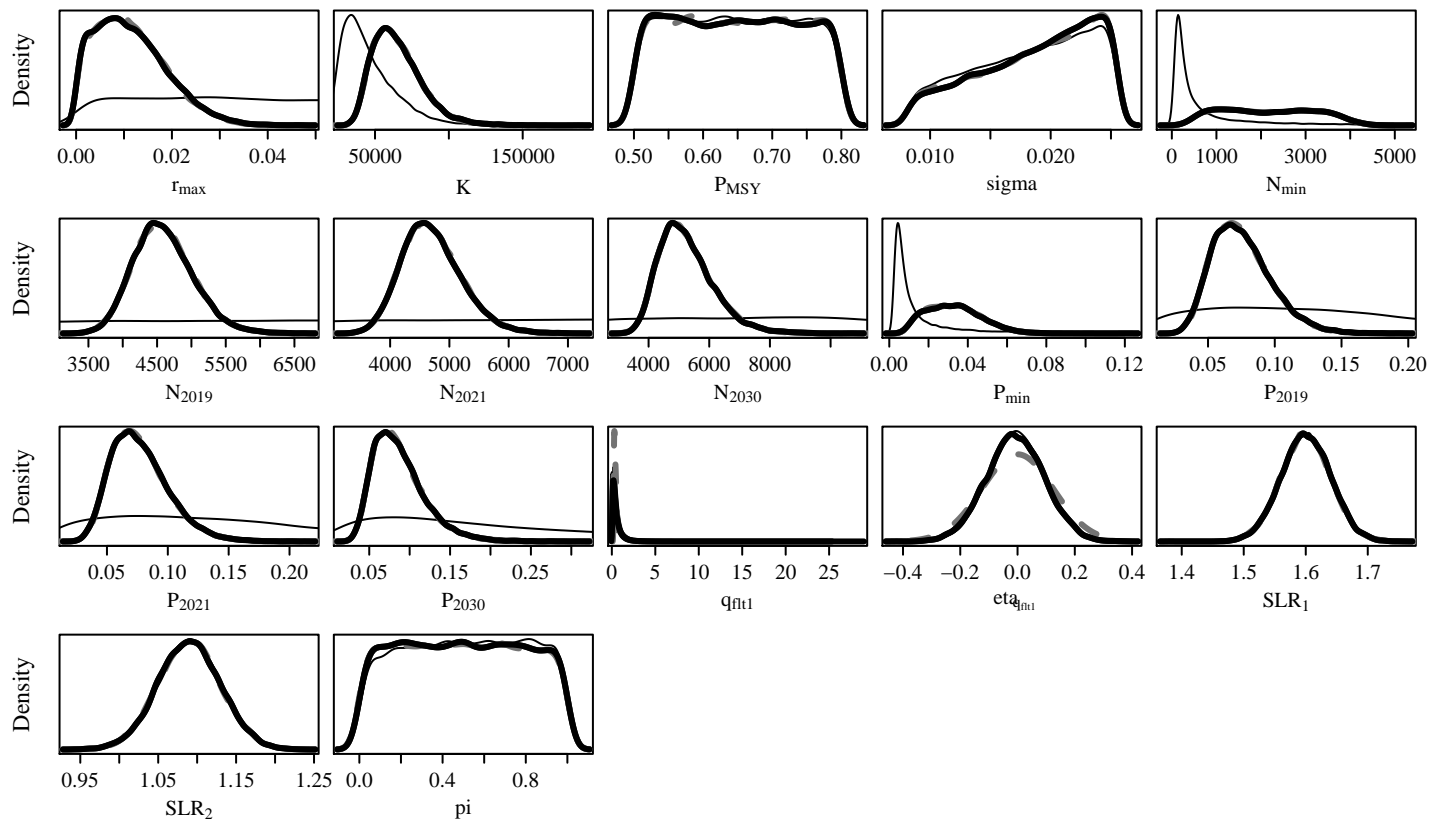 Density
0.00 0.02 0.04
r_max
50000 150000
K
0.50 0.60 0.70 0.80
P_MSY
0.010 0.020
sigma
0 1000 3000 5000
N_min
Density
3500 4500 5500 6500
N_2019
4000 5000 6000 7000
N_2021
4000 6000 8000
N_2030
0.00 0.04 0.08 0.12
P_min
0.05 0.10 0.15 0.20
P_2019
Density
0.05 0.10 0.15 0.20
P_2021
0.05 0.15 0.25
P_2030
0 5 10 15 20 25
q_flt1
−0.4 −0.2 0.0 0.2 0.4
eta_q_flt1
1.4 1.5 1.6 1.7
SLR_1
Density
0.95 1.05 1.15 1.25
SLR_2
0.0 0.4 0.8
pi